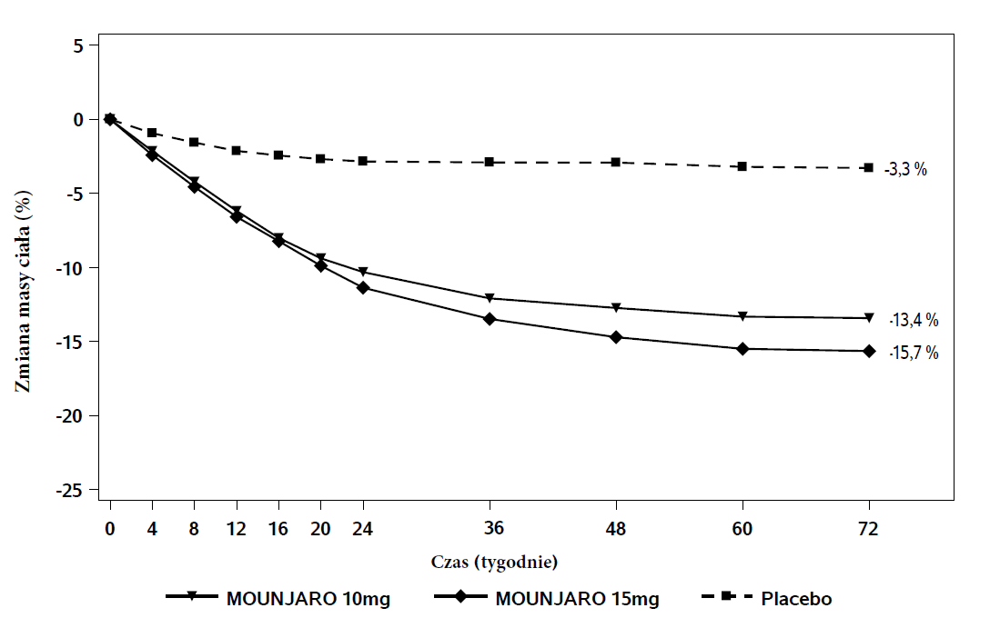 5
0
-5
-10
-15
-20
-25
Zmiana masy ciała (%)
-3,3 %
-13,4 %
-15,7 %
0 4 8 12 16 20 24 36 48 60 72
Czas (tygodnie)
MOUNJARO 10mg MOUNJARO 15mg Placebo